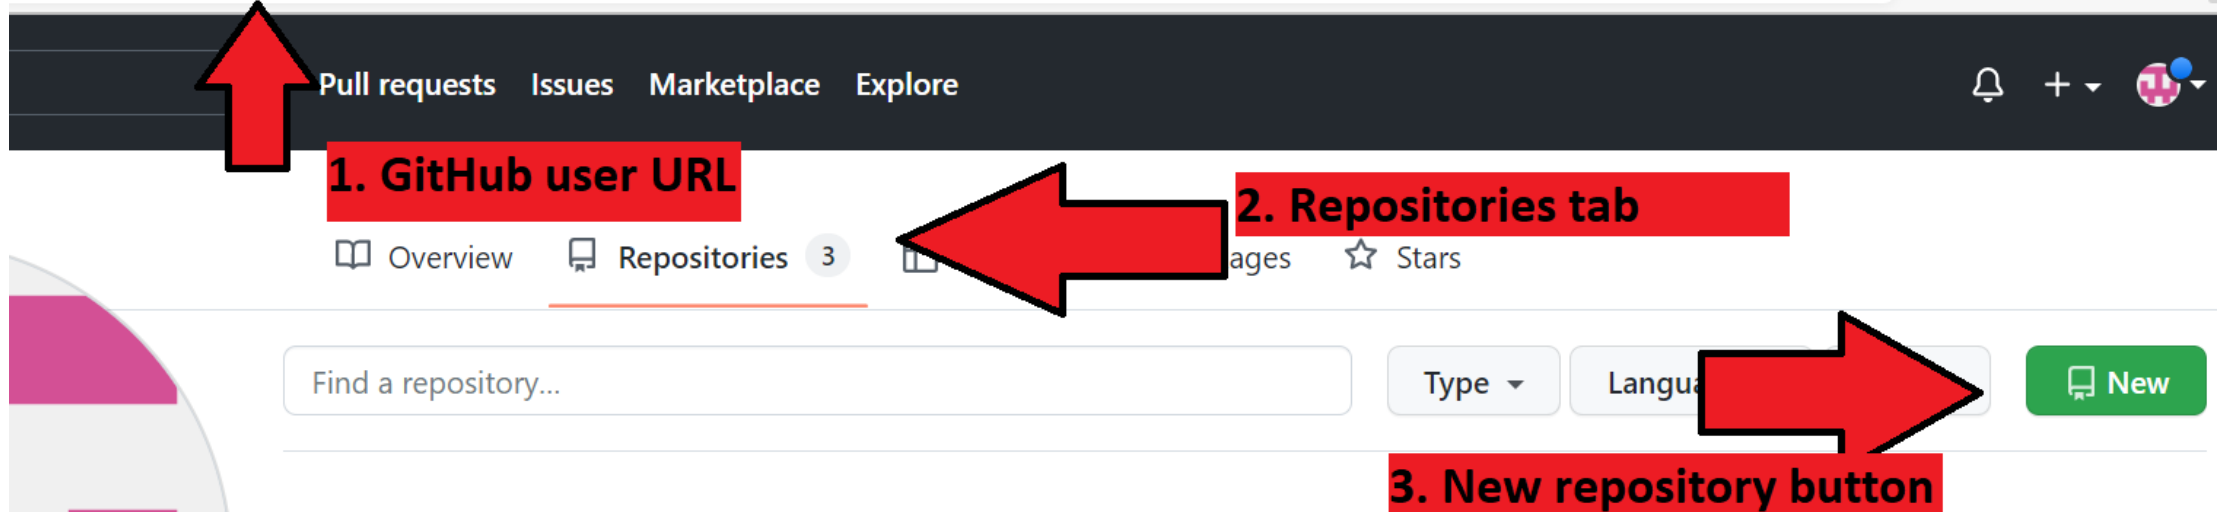 Pull requests Issues Marketplace Explore
1. GitHub user URL
2. Repositories tab
Overview Repositories 3 ages Stars
Find a repository... Type Langua New
3. New repository button